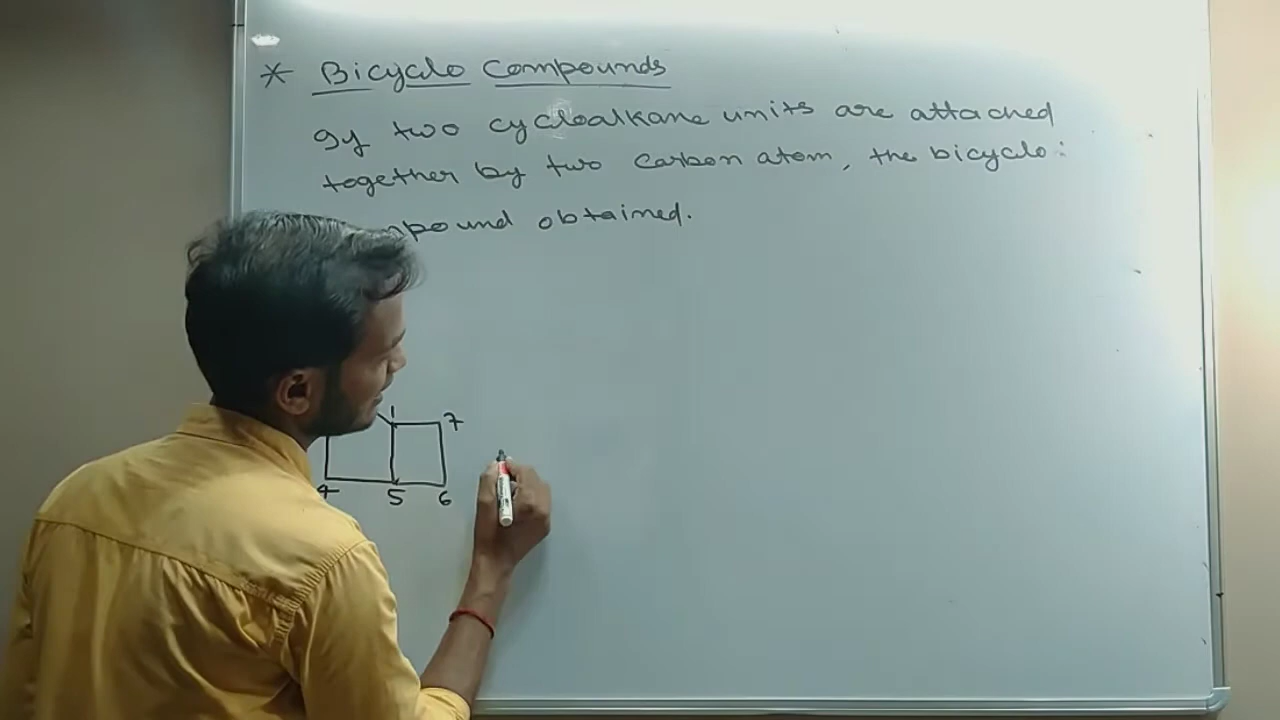 * Bicyclo Compounds
If two cycloalkane units are attached
together by two carbon atom, the bicyclo:
pound obtained.
1 7
4 5 6